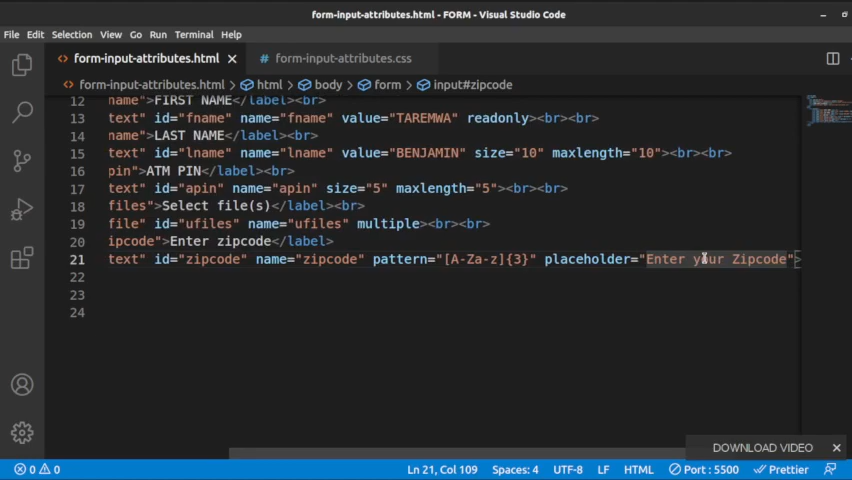 form-input-attributes.html - FORM - Visual Studio Code
File Edit Selection View Go Run Terminal Help
form-input-attributes.html form-input-attributes.css
form-input-attributes.html > html > body > form > input#zipcode
12 name">FIRST NAME</label><br>
13 text" id="fname" name="fname" value="TAREMWA" readonly><br><br>
14 name">LAST NAME</label><br>
15 text" id="lname" name="lname" value="BENJAMIN" size="10" maxlength="10"><br><br>
16 pin">ATM PIN</label><br>
17 text" id="apin" name="apin" size="5" maxlength="5"><br><br>
18 files">Select file(s)</label><br>
19 file" id="ufiles" name="ufiles" multiple><br><br>
20 ipcode">Enter zipcode</label>
21 text" id="zipcode" name="zipcode" pattern="[A-Za-z]{3}" placeholder="Enter your Zipcode">
22
23
24
DOWNLOAD VIDEO
0 0 Ln 21, Col 109 Spaces: 4 UTF-8 LF HTML Port : 5500 Prettier